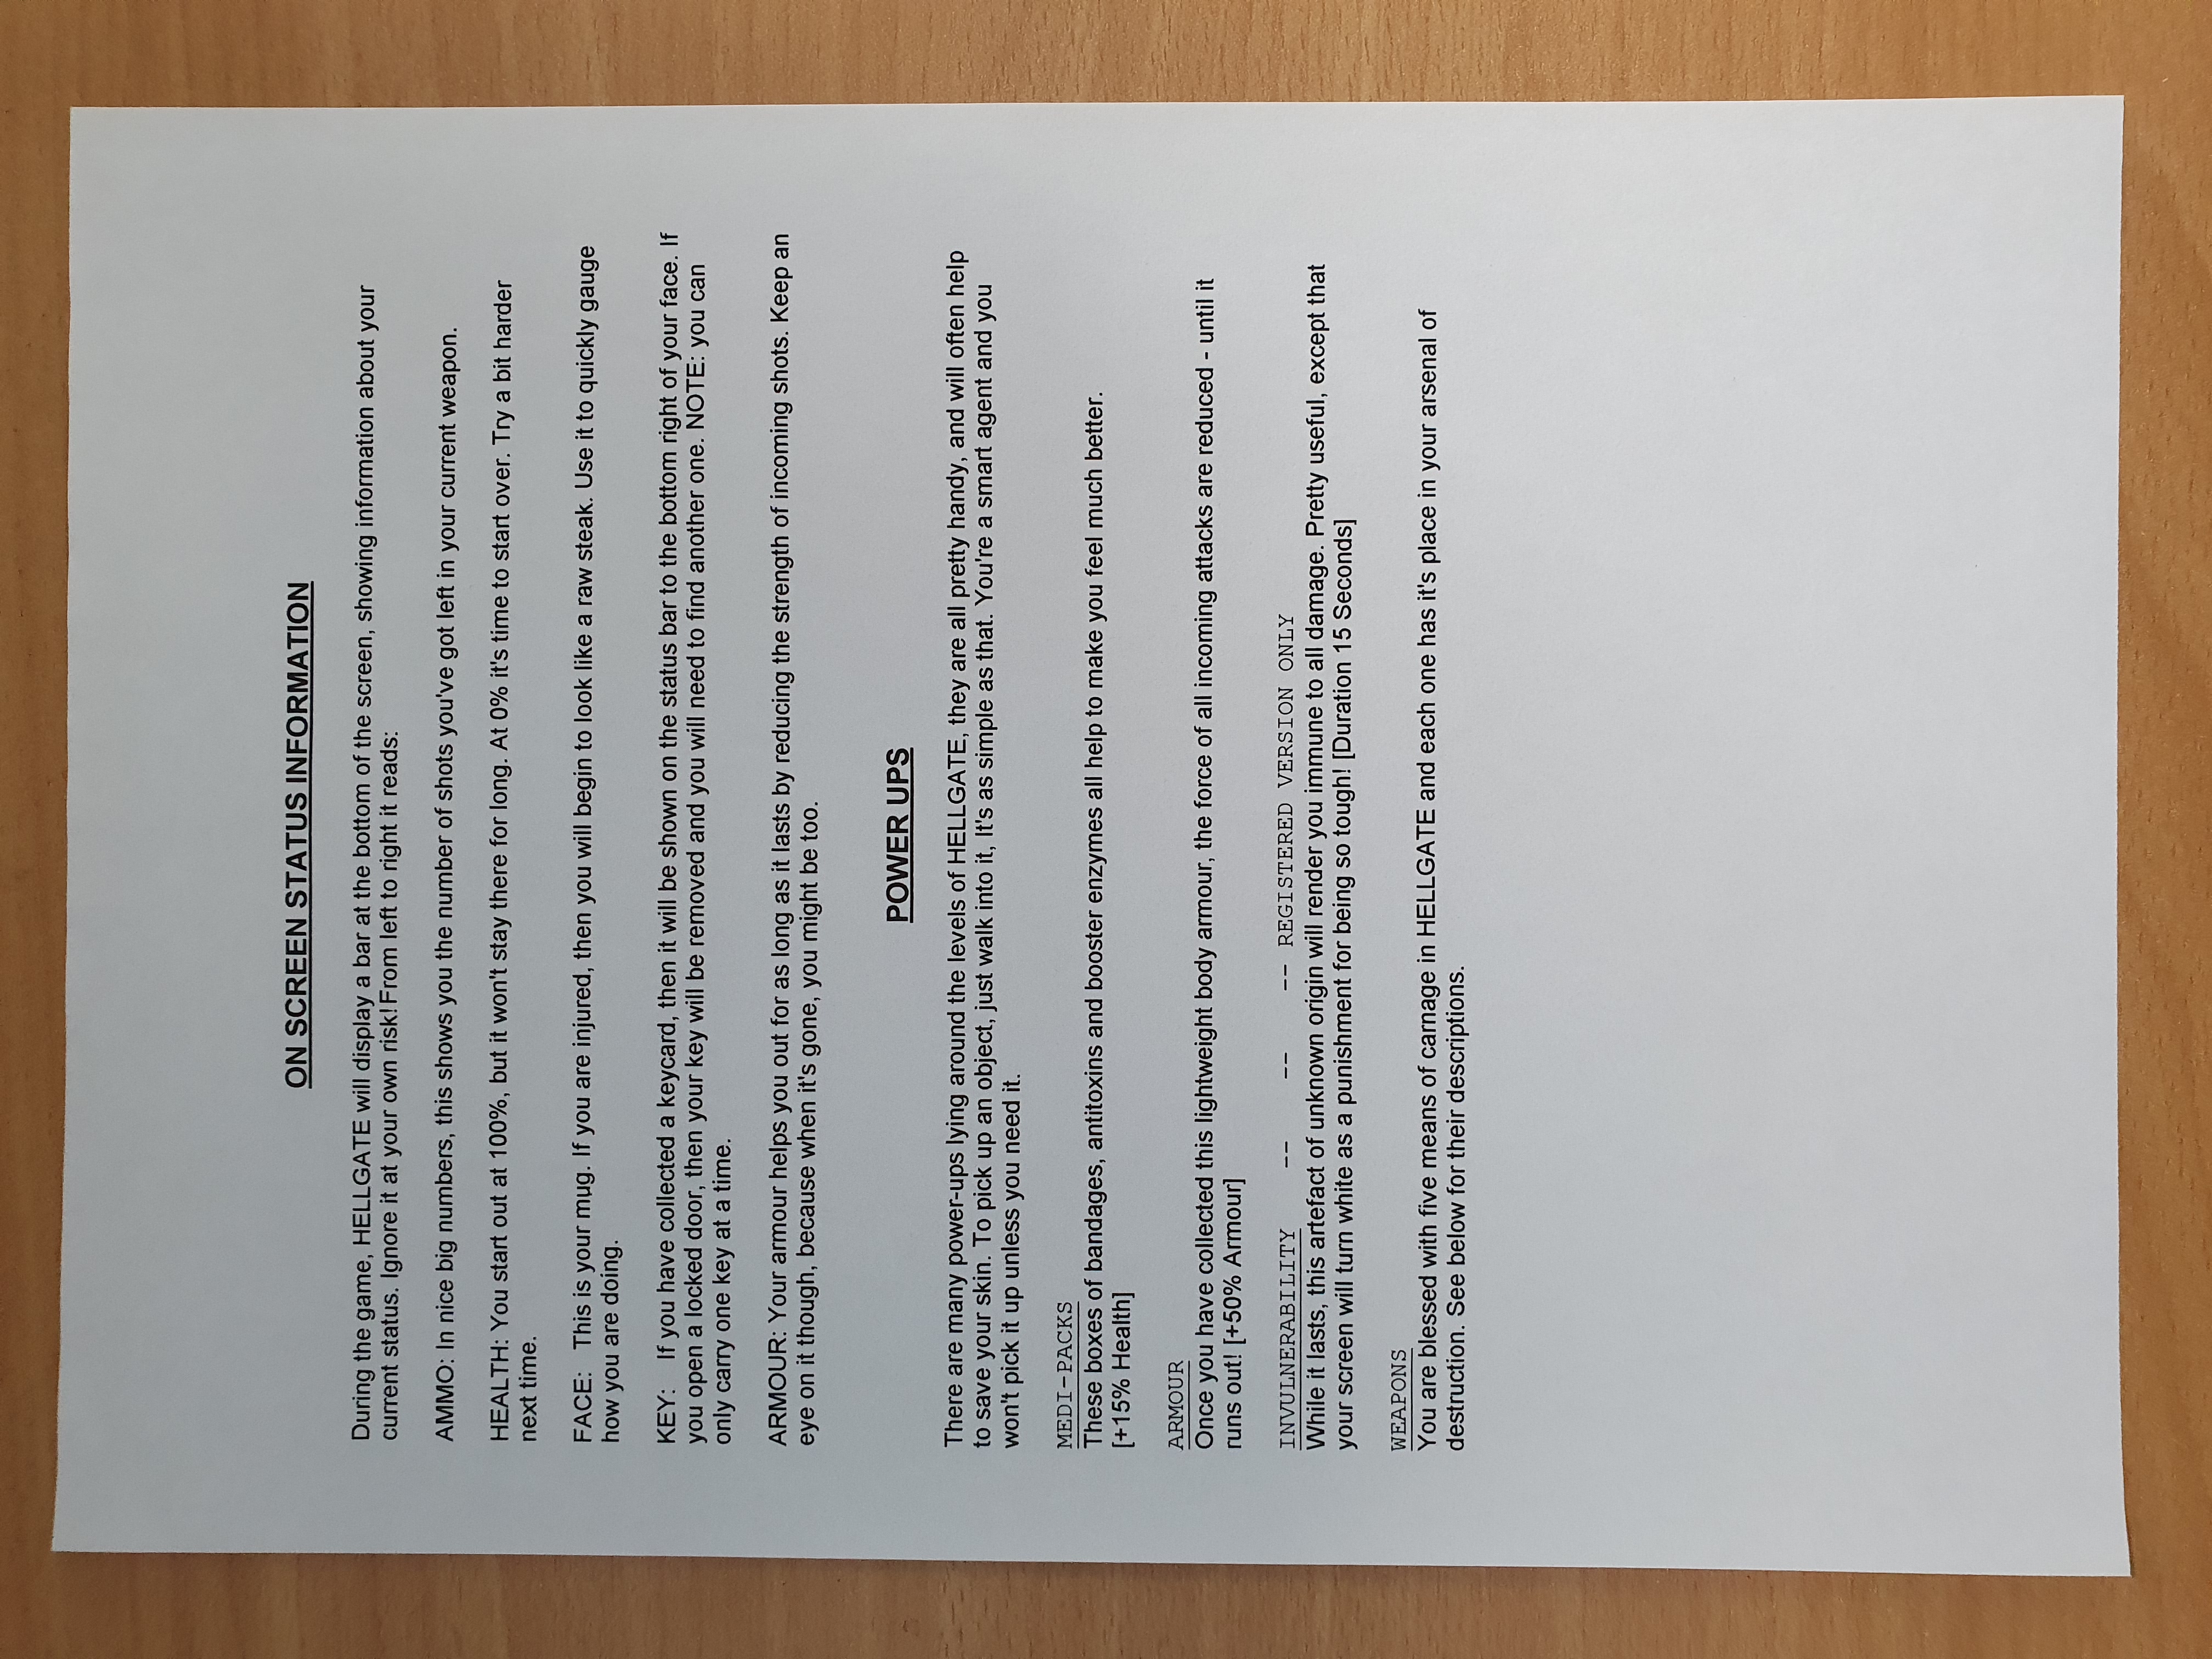 ON SCREEN STATUS INFORMATION
During the game, HELLGATE will display a bar at the bottom of the screen, showing information about your
current status. Ignore it at your own risk! From left to right it reads:
AMMO: In nice big numbers, this shows you the number of shots you've got left in your current weapon.
HEALTH: You start out at 100%, but it won't stay there for long. At 0% it's time to start over. Try a bit harder
next time.
FACE: This is your mug. If you are injured, then you will begin to look like a raw steak. Use it to quickly gauge
how you are doing.
KEY: If you have collected a keycard, then it will be shown on the status bar to the bottom right of your face. If
you open a locked door, then your key will be removed and you will need to find another one. NOTE: you can
only carry one key at a time.
ARMOUR: Your armour helps you out for as long as it lasts by reducing the strength of incoming shots. Keep an
eye on it though, because when it's gone, you might be too.
POWER UPS
There are many power-ups lying around the levels of HELLGATE, they are all pretty handy, and will often help
to save your skin. To pick up an object, just walk into it, It's as simple as that. You're a smart agent and you
won't pick it up unless you need it.
MEDI-PACKS
These boxes of bandages, antitoxins and booster enzymes all help to make you feel much better.
[+15% Health]
ARMOUR
Once you have collected this lightweight body armour, the force of all incoming attacks are reduced - until it
runs out! [+50% Armour]
INVULNERABILITY -- -- -- REGISTERED VERSION ONLY
While it lasts, this artefact of unknown origin will render you immune to all damage. Pretty useful, except that
your screen will turn white as a punishment for being so tough! [Duration 15 Seconds]
WEAPONS
You are blessed with five means of carnage in HELLGATE and each one has it's place in your arsenal of
destruction. See below for their descriptions.